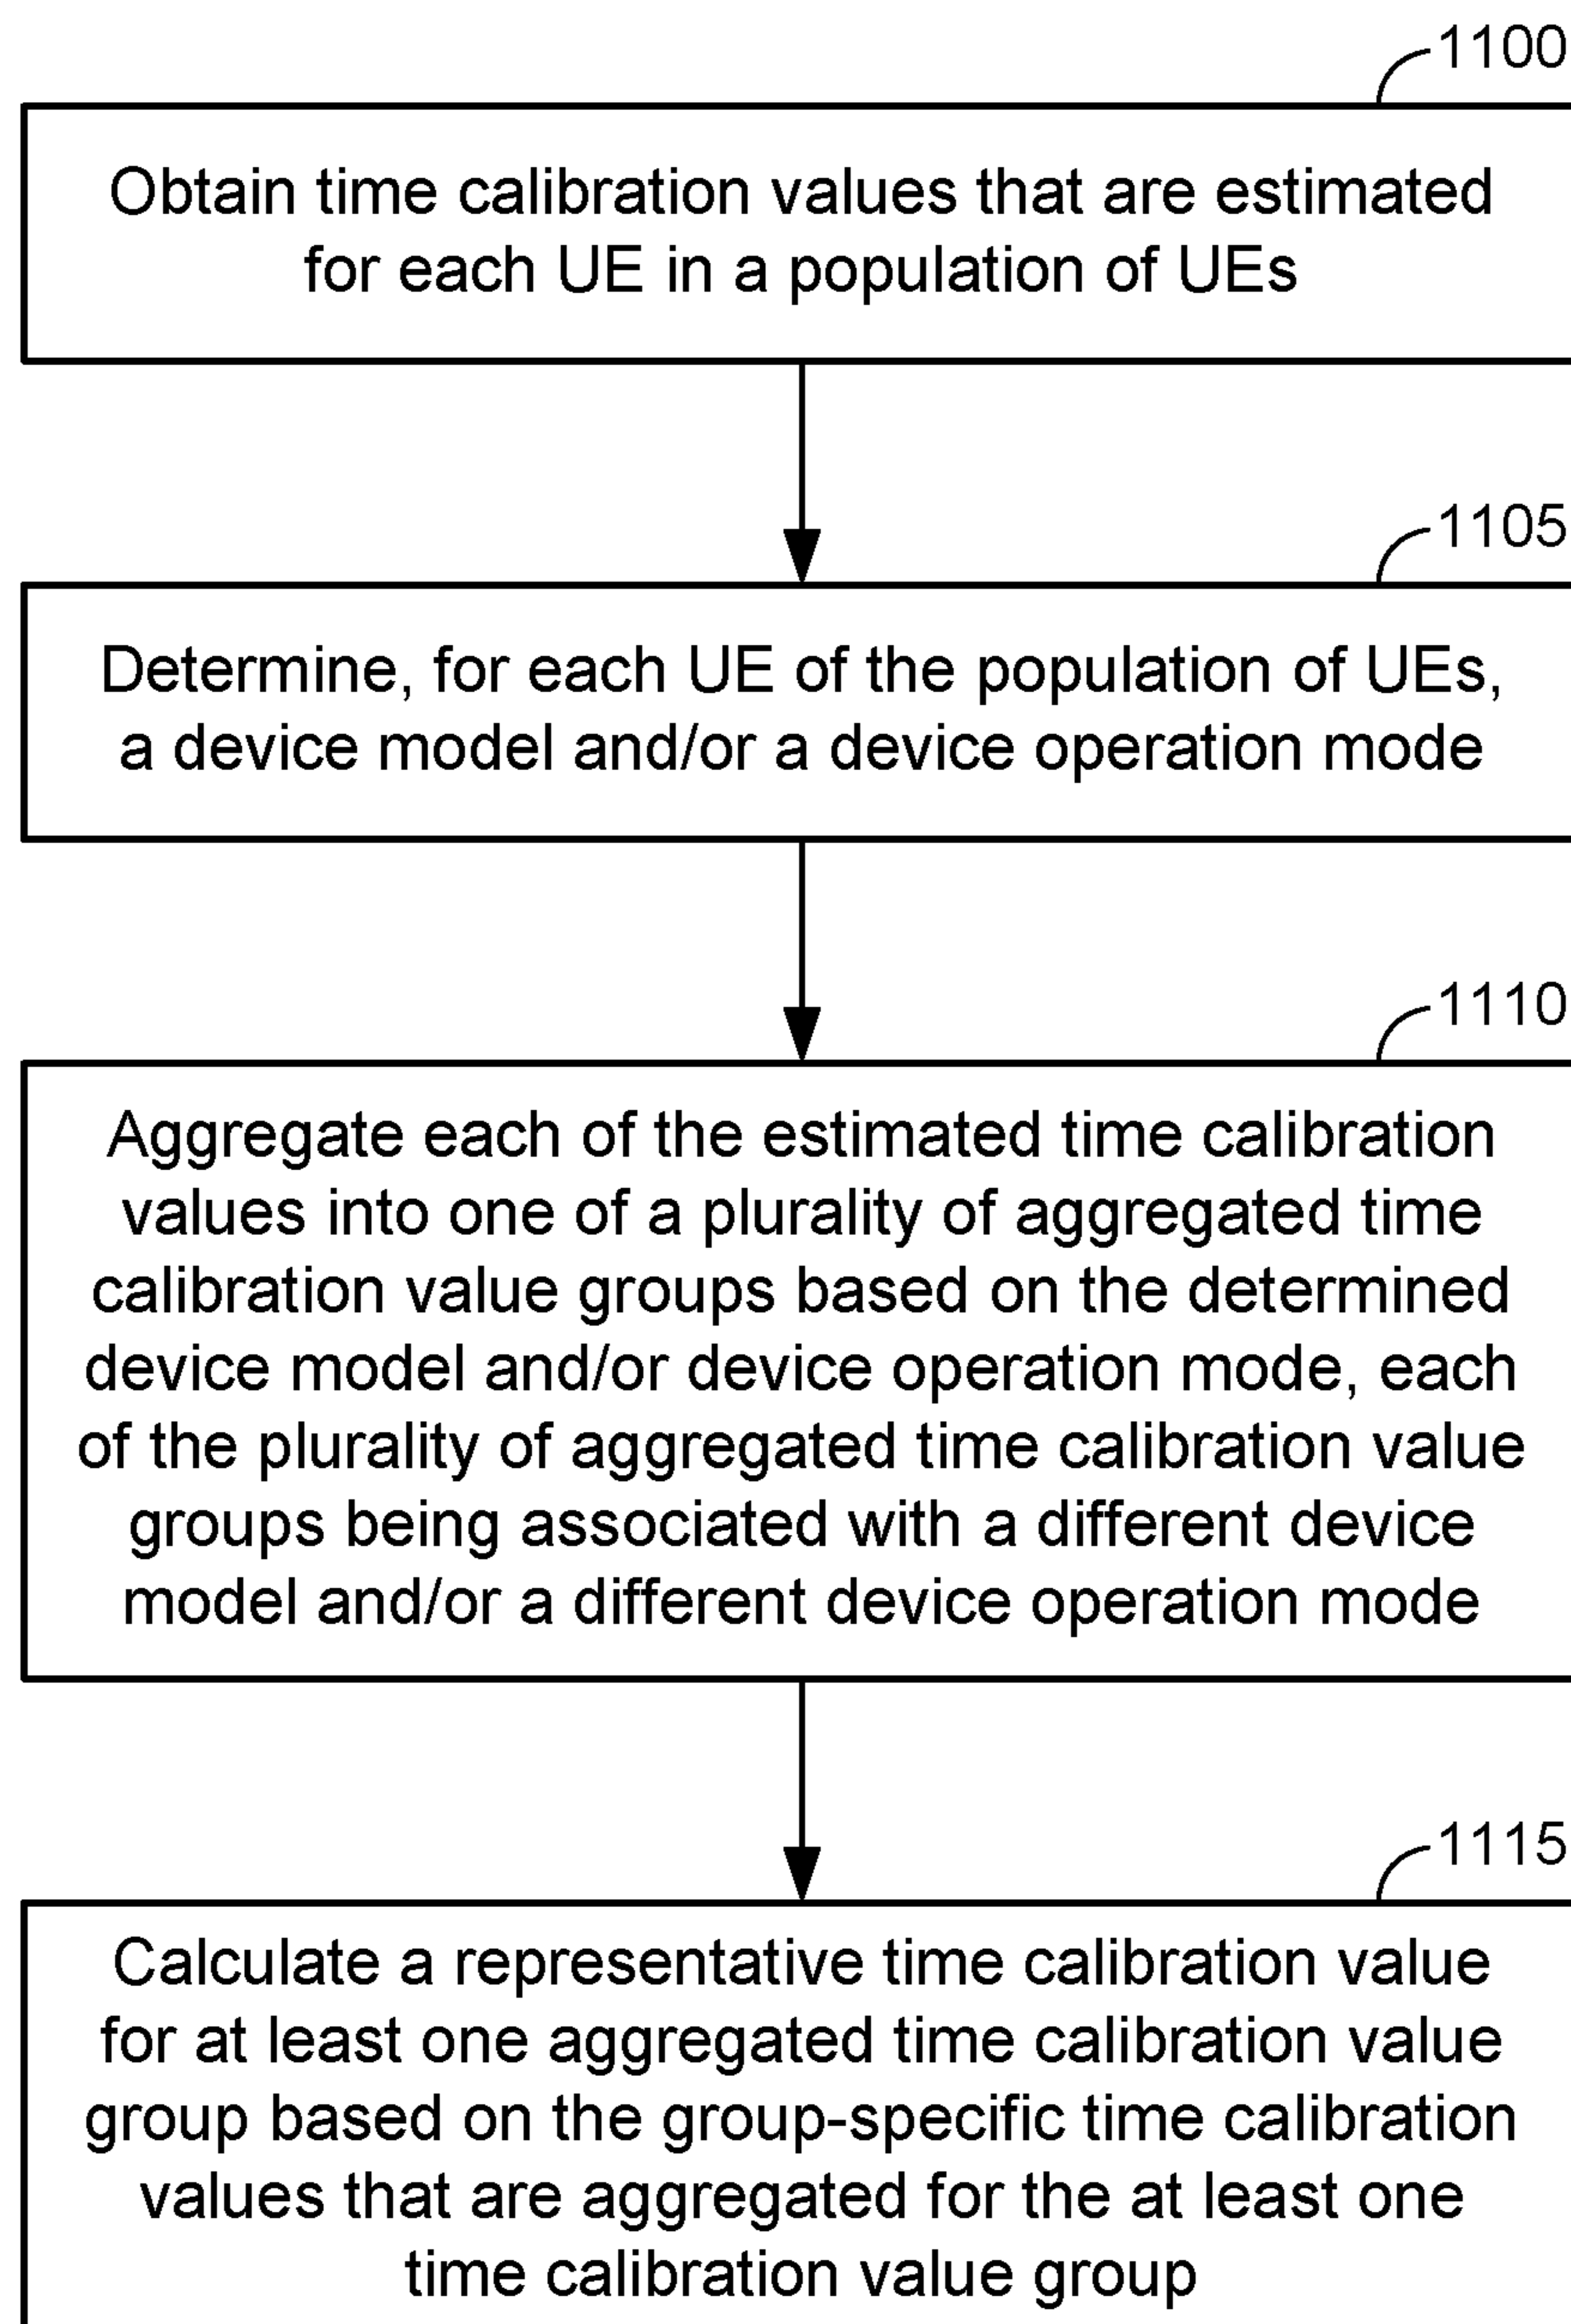 1100
Obtain time calibration values that are estimated
for each UE in a population of UEs
1105
Determine, for each UE of the population of UEs,
a device model and/or a device operation mode
1110
Aggregate each of the estimated time calibration
values into one of a plurality of aggregated time
calibration value groups based on the determined
device model and/or device operation mode, each
of the plurality of aggregated time calibration value
groups being associated with a different device
model and/or a different device operation mode
1115
Calculate a representative time calibration value
for at least one aggregated time calibration value
group based on the group-specific time calibration
values that are aggregated for the at least one
time calibration value group